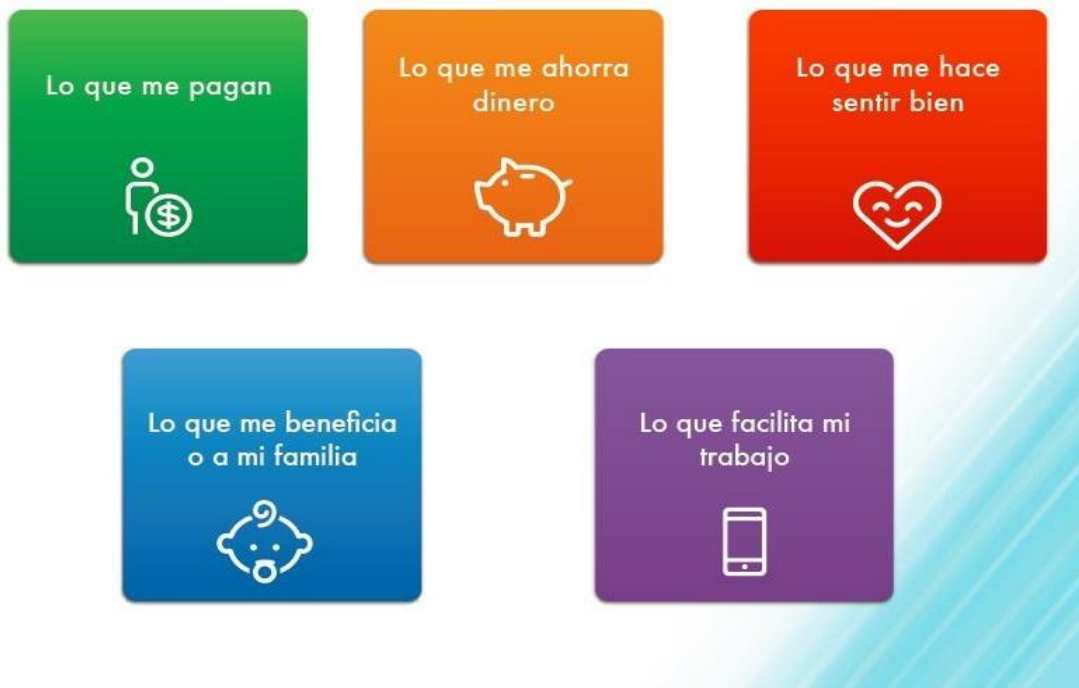 Lo que me pagan
Lo que me ahorra
dinero
Lo que me hace
sentir bien
Lo que me beneficia
o a mi familia
Lo que facilita mi
trabajo